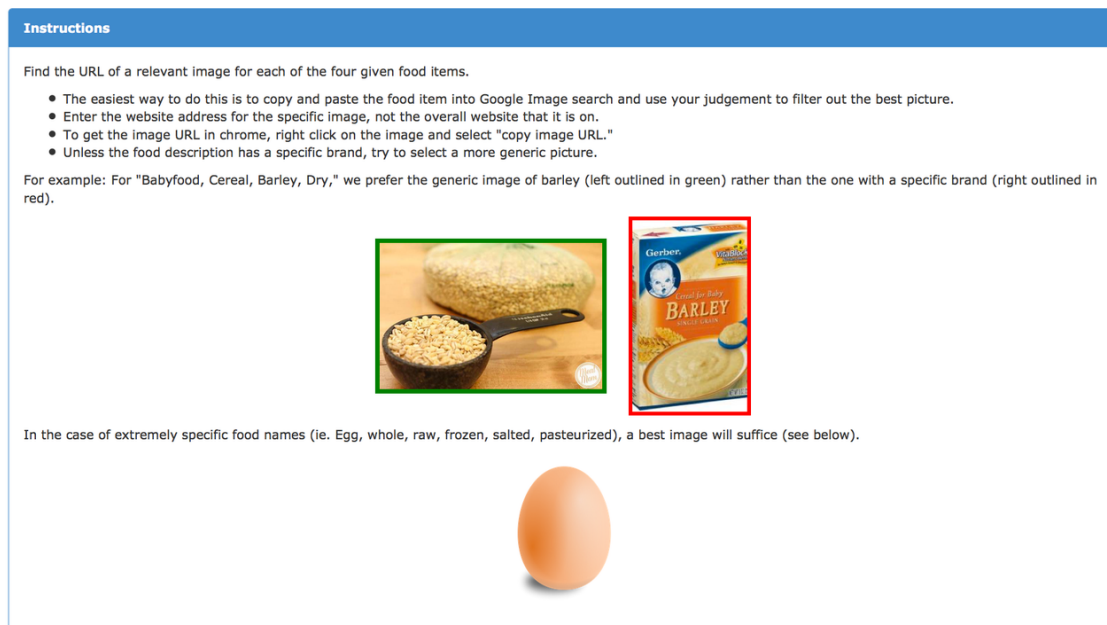 Instructions
Find the URL of a relevant image for each of the four given food items.
The easiest way to do this is to copy and paste the food item into Google Image search and use your judgement to filter out the best picture.
Enter the website address for the specific image, not the overall website that it is on.
To get the image URL in chrome, right click on the image and select "copy image URL."
Unless the food description has a specific brand, try to select a more generic picture.
For example: For "Babyfood, Cereal, Barley, Dry," we prefer the generic image of barley (left outlined in green) rather than the one with a specific brand (right outlined in
red).
Gerber.
Cereal for Baby
BARLEY
SINGLE GRAIN
In the case of extremely specific food names (ie. Egg, whole, raw, frozen, salted, pasteurized), a best image will suffice (see below).